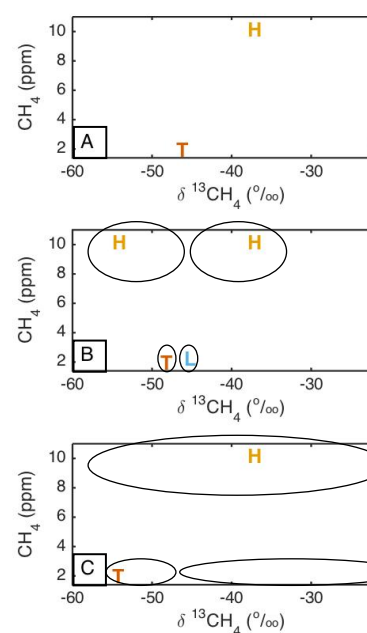 10
H
8
6
4
T
2
A
CH4 (ppm)
-60 -50 -40 -30
δ 13CH4 (o/oo)
10
H H
8
6
4
T L
2
B
CH4 (ppm)
-60 -50 -40 -30
δ 13CH4 (o/oo)
10
H
8
6
4
T
2
C
CH4 (ppm)
-60 -50 -40 -30
δ 13CH4 (o/oo)